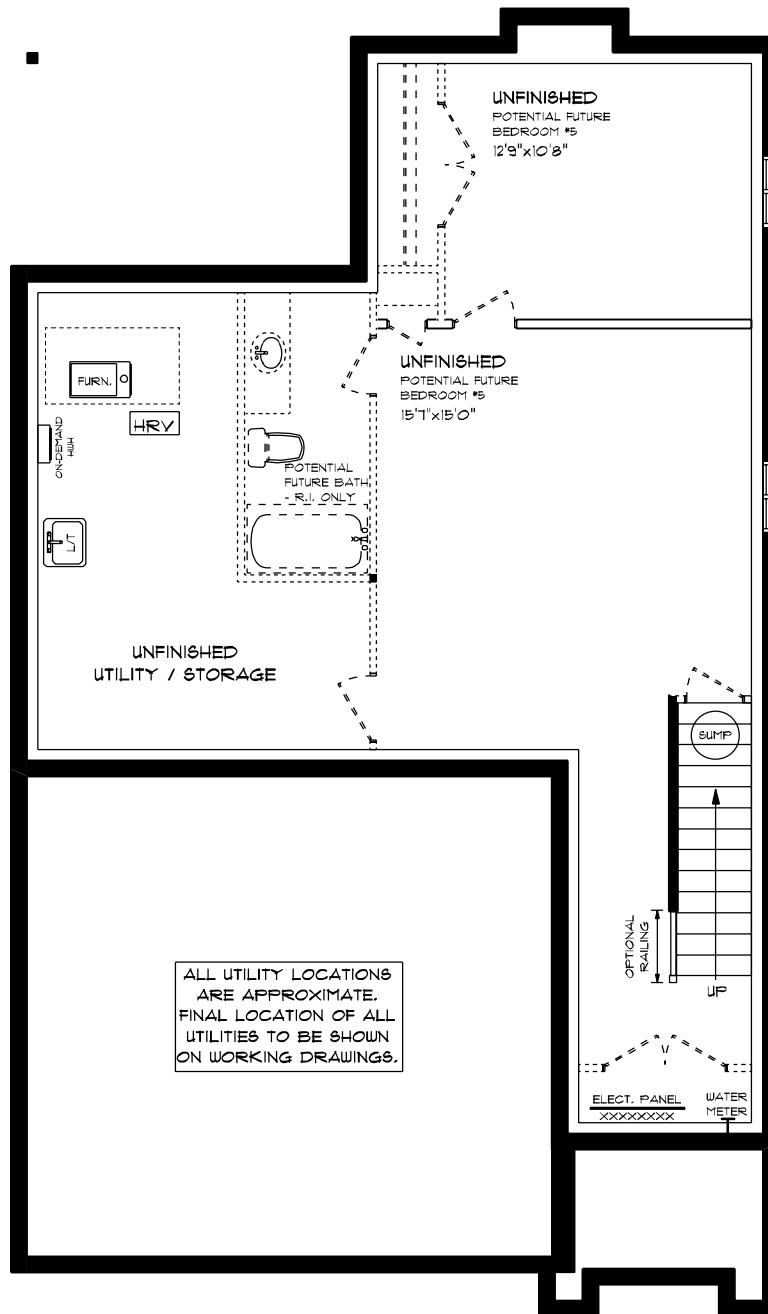 UNFINISHED
POTENTIAL FUTURE
BEDROOM #5
12'9"x10'8"
UNFINISHED
POTENTIAL FUTURE
BEDROOM #5
15'7"x15'0"
FURN.
HRV
ON-DEMAND
HWH
POTENTIAL
FUTURE BATH
- R.I. ONLY
L/T
UNFINISHED
UTILITY / STORAGE
SUMP
OPTIONAL
RAILING
UP
ALL UTILITY LOCATIONS
ARE APPROXIMATE.
FINAL LOCATION OF ALL
UTILITIES TO BE SHOWN
ON WORKING DRAWINGS.
ELECT. PANEL
XXXXXXXX
WATER
METER